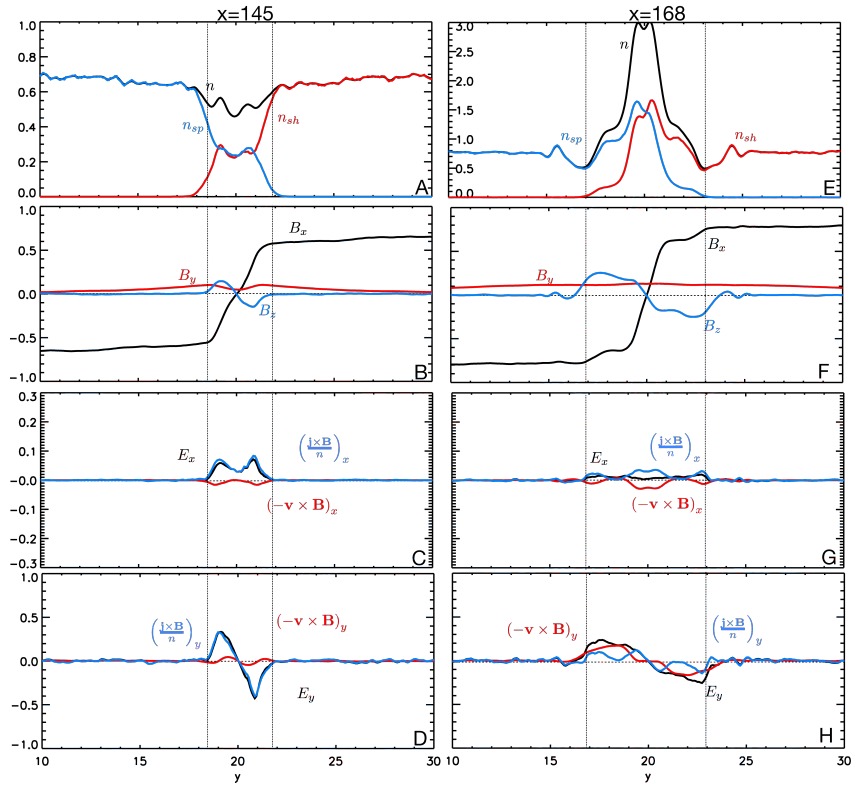 x=145
x=168
1.0
0.8
0.6
0.4
0.2
0.0
n
n_sp
n_sh
A
3.0
2.5
2.0
1.5
1.0
0.5
0.0
n
n_sp
n_sh
E
1.0
0.5
0.0
−0.5
−1.0
B_x
B_y
B_z
B
B_x
B_y
B_z
F
0.3
0.2
0.1
−0.0
−0.1
−0.2
−0.3
E_x
(j×B/n)_x
(−v × B)_x
C
E_x
(j×B/n)_x
(−v × B)_x
G
1.0
0.5
0.0
−0.5
−1.0
(j×B/n)_y
(−v × B)_y
E_y
D
(−v × B)_y
(j×B/n)_y
E_y
H
10 15 20 25 30
y
10 15 20 25 30
y